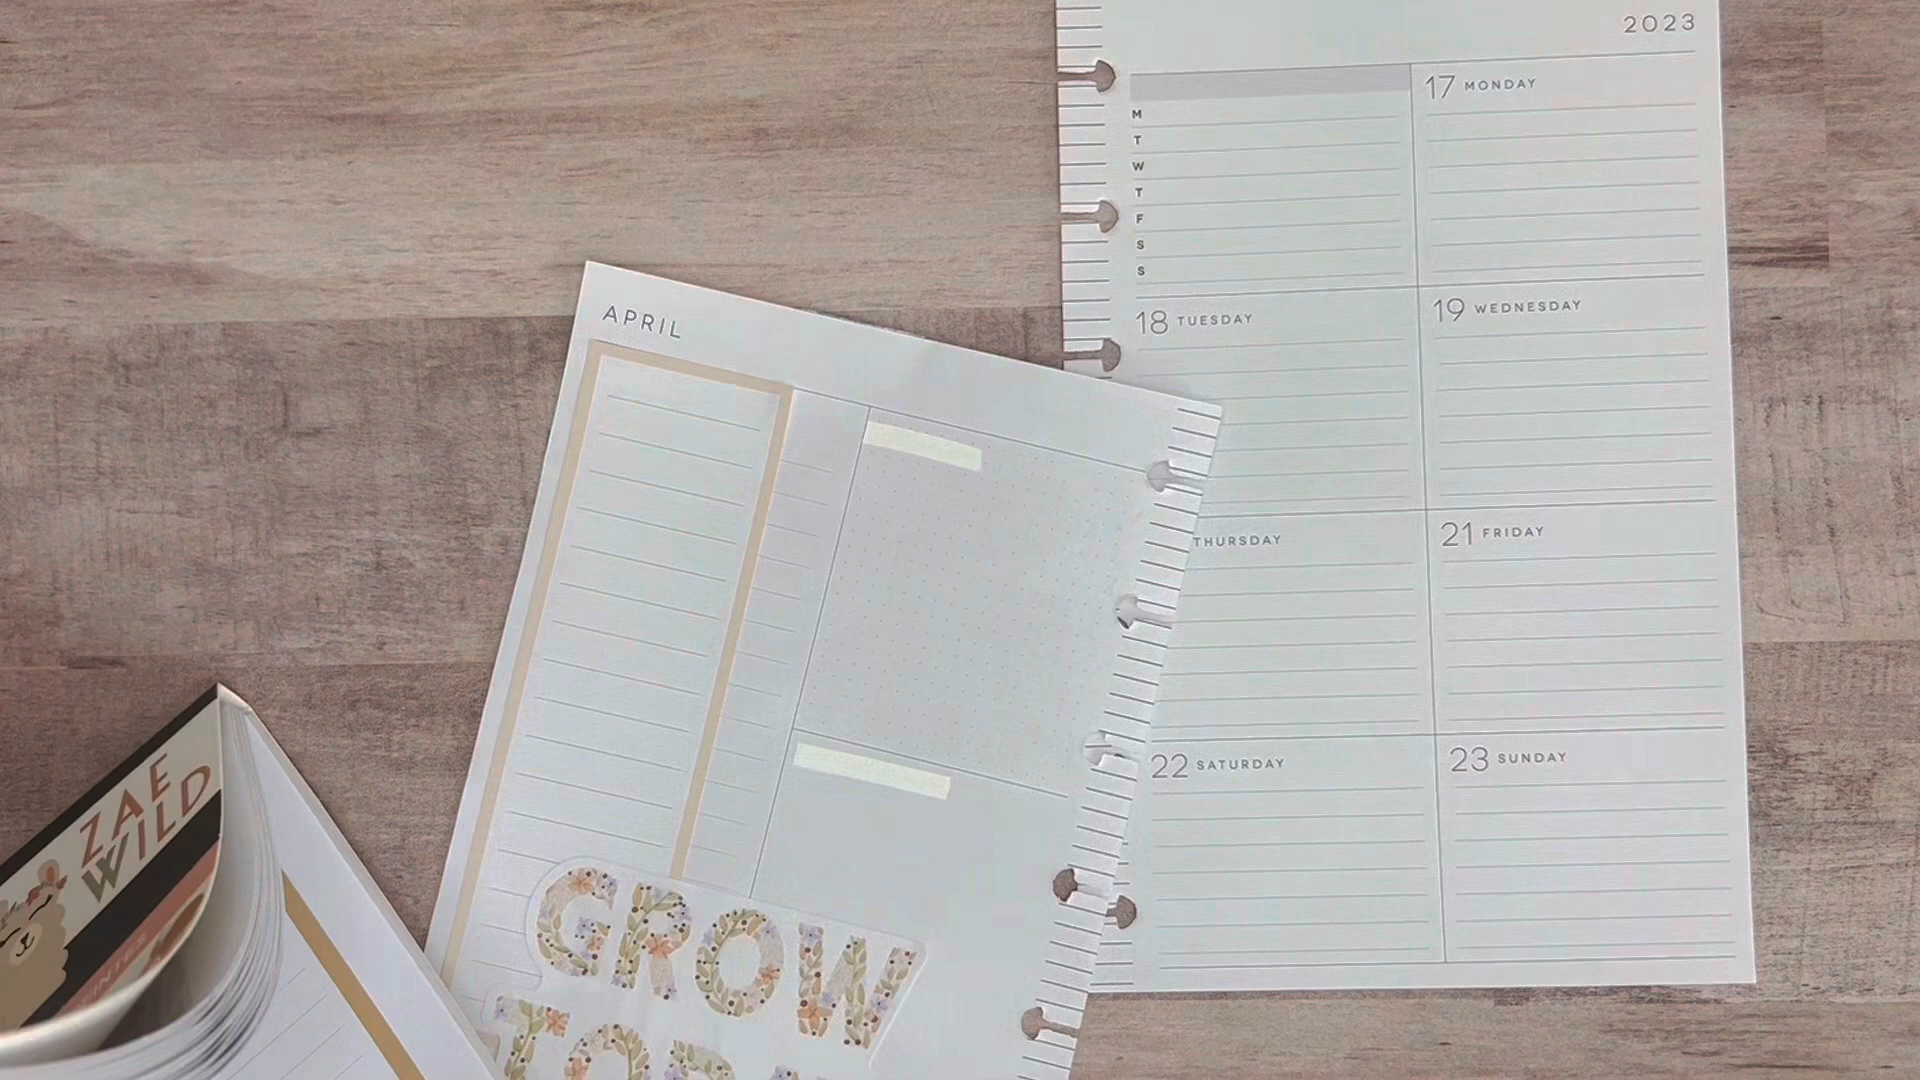 2023
17 MONDAY
M
T
W
T
F
S
S
18 TUESDAY
19 WEDNESDAY
THURSDAY
21 FRIDAY
22 SATURDAY
23 SUNDAY
APRIL
GROW
ZAE
WILD